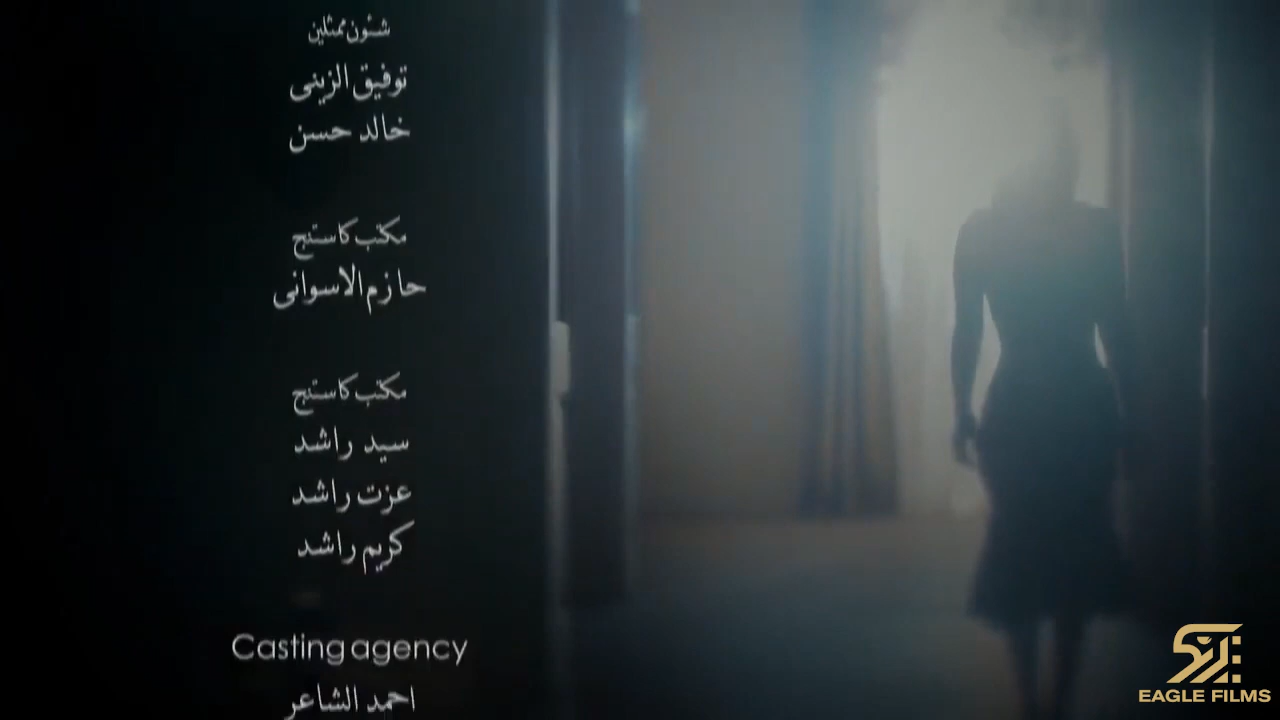 شئون ممثلين
توفيق الزينى
خالد حسن
مكتب كاستنج
حازم الاسوانى
مكتب كاستنج
سيد راشد
عزت راشد
كريم راشد
Casting agency
احمد الشاعر
EAGLE FILMS